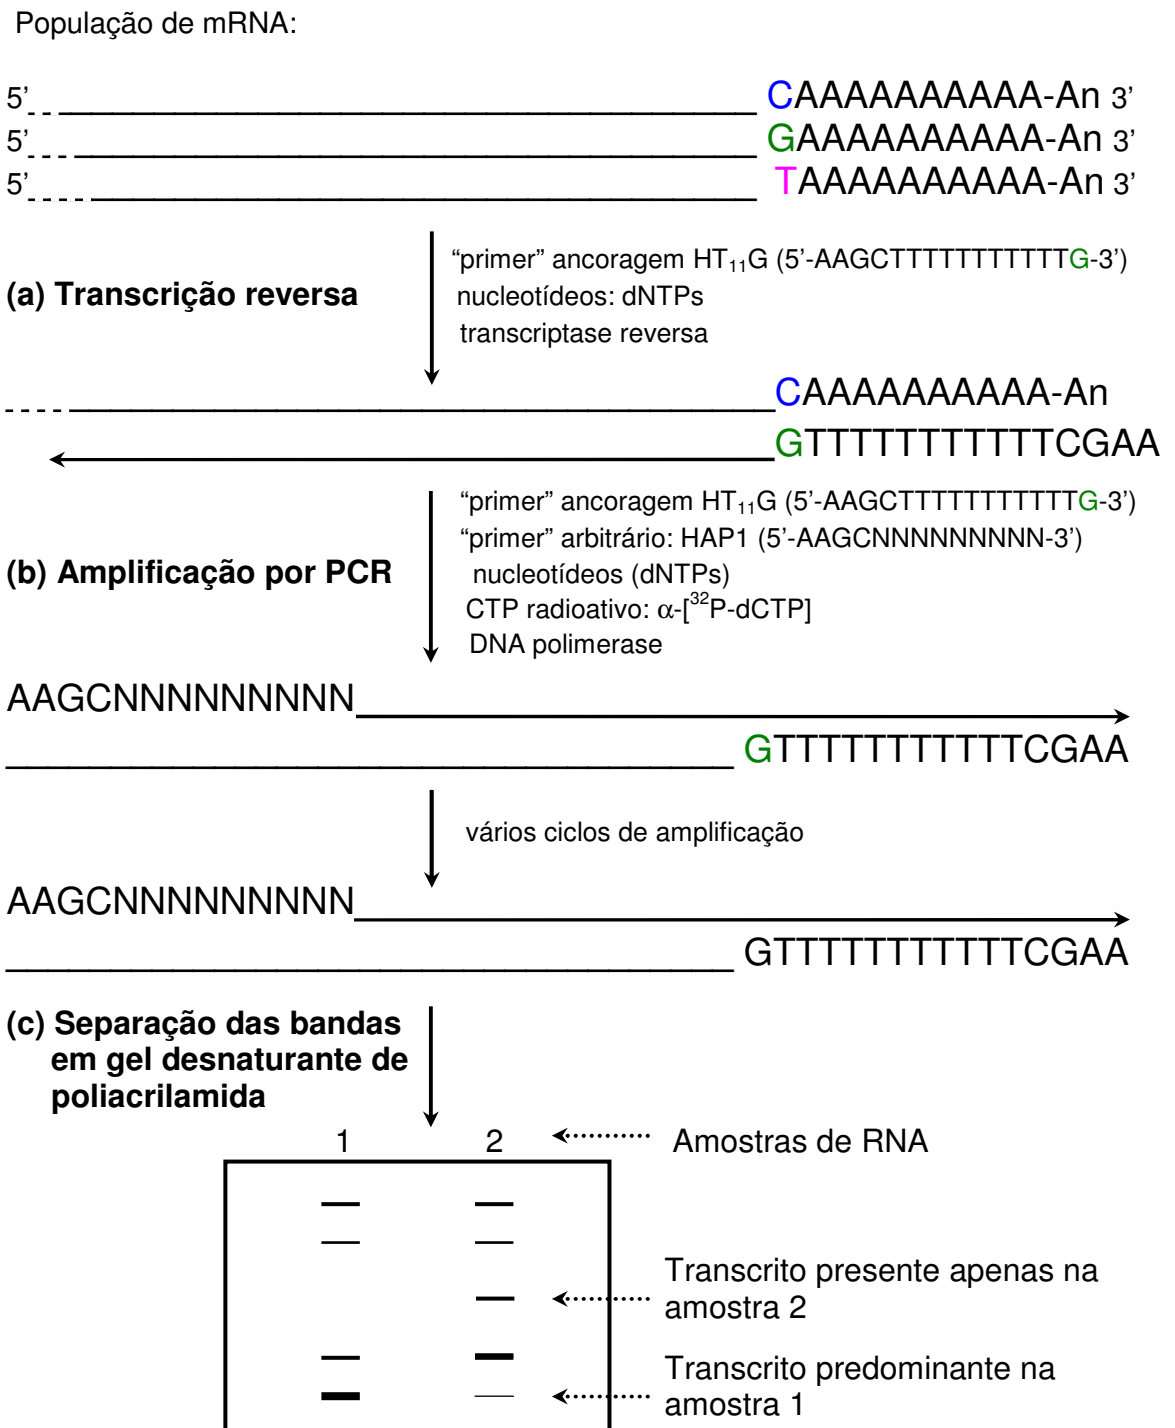 População de mRNA:
5’ CAAAAAAAAAA-An 3’
5’ GAAAAAAAAAA-An 3’
5’ TAAAAAAAAAA-An 3’
“primer” ancoragem HT₁₁G (5’-AAGCTTTTTTTTTTTG-3’)
(a) Transcrição reversa
nucleotídeos: dNTPs
transcriptase reversa
CAAAAAAAAAA-An
GTTTTTTTTTTTCGAA
“primer” ancoragem HT₁₁G (5’-AAGCTTTTTTTTTTTG-3’)
“primer” arbitrário: HAP1 (5’-AAGCNNNNNNNNN-3’)
(b) Amplificação por PCR
nucleotídeos (dNTPs)
CTP radioativo: α-[³²P-dCTP]
DNA polimerase
AAGCNNNNNNNNN
GTTTTTTTTTTTCGAA
vários ciclos de amplificação
AAGCNNNNNNNNN
GTTTTTTTTTTTCGAA
(c) Separação das bandas
em gel desnaturante de
poliacrilamida
1 2 Amostras de RNA
Transcrito presente apenas na
amostra 2
Transcrito predominante na
amostra 1